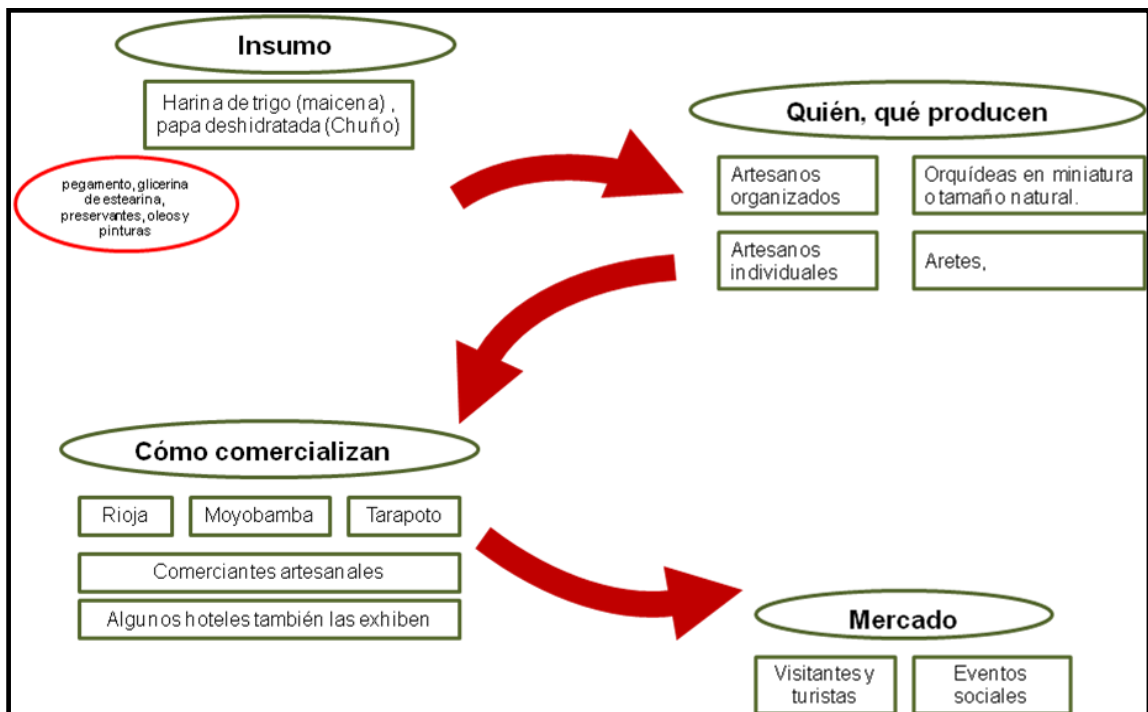 Insumo
Harina de trigo (maicena) ,
papa deshidratada (Chuño)
pegamento, glicerina
de estearina,
preservantes, oleos y
pinturas
Quién, qué producen
Artesanos
organizados
Orquídeas en miniatura
o tamaño natural.
Artesanos
individuales
Aretes,
Cómo comercializan
Rioja
Moyobamba
Tarapoto
Comerciantes artesanales
Algunos hoteles también las exhiben
Mercado
Visitantes y
turistas
Eventos
sociales